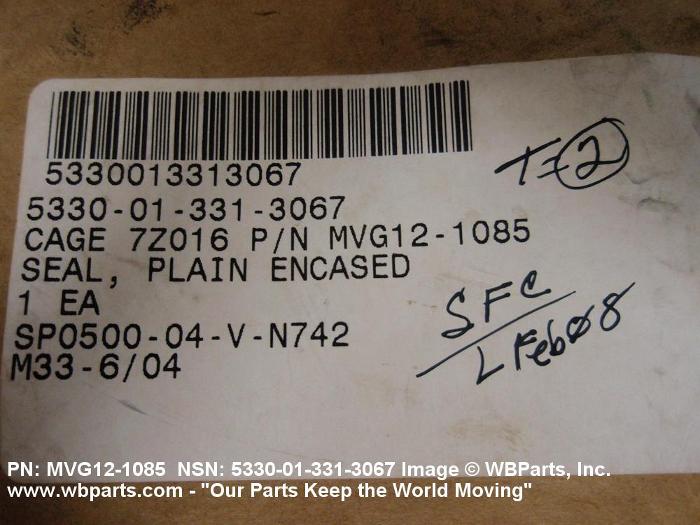 5330013313067
T=2
5330-01-331-3067
CAGE 7Z016 P/N MVG12-1085
SEAL, PLAIN ENCASED
1 EA
SP0500-04-V-N742
M33-6/04
SFC
L Feb08
PN: MVG12-1085 NSN: 5330-01-331-3067 Image © WBParts, Inc.
www.wbparts.com - "Our Parts Keep the World Moving"